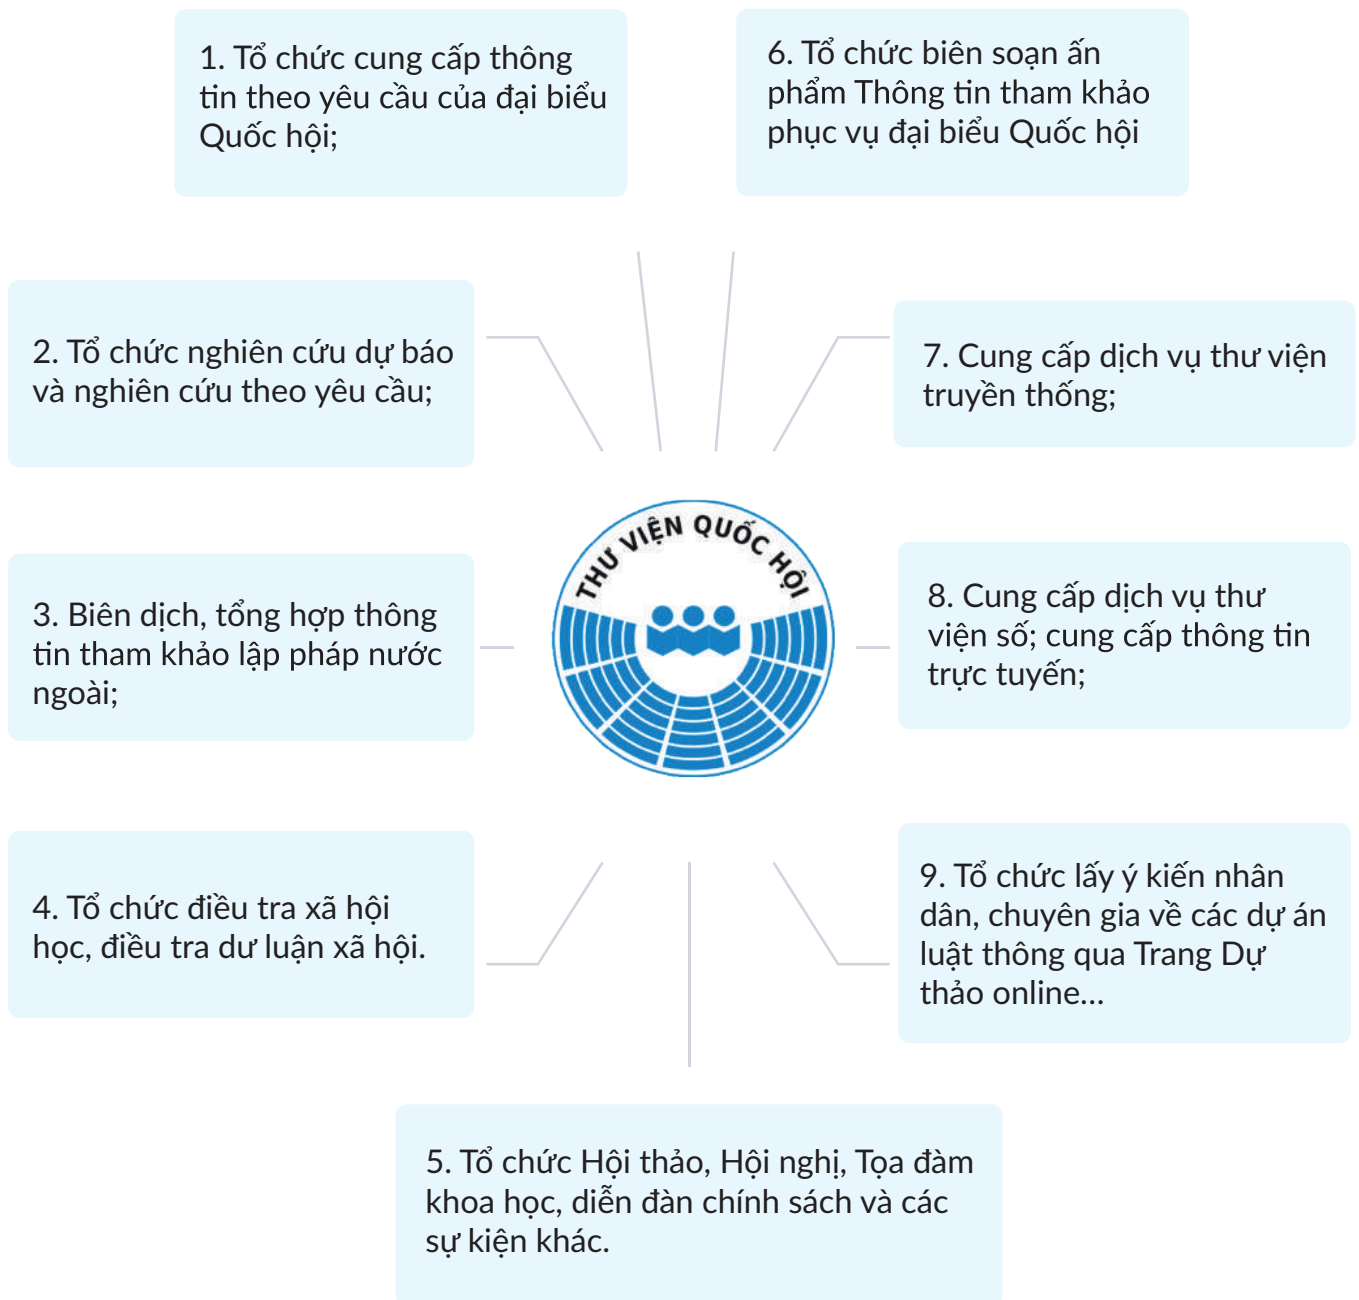 1. Tổ chức cung cấp thông
tin theo yêu cầu của đại biểu
Quốc hội;
2. Tổ chức nghiên cứu dự báo
và nghiên cứu theo yêu cầu;
3. Biên dịch, tổng hợp thông
tin tham khảo lập pháp nước
ngoài;
4. Tổ chức điều tra xã hội
học, điều tra dư luận xã hội.
5. Tổ chức Hội thảo, Hội nghị, Tọa đàm
khoa học, diễn đàn chính sách và các
sự kiện khác.
6. Tổ chức biên soạn ấn
phẩm Thông tin tham khảo
phục vụ đại biểu Quốc hội
7. Cung cấp dịch vụ thư viện
truyền thống;
8. Cung cấp dịch vụ thư
viện số; cung cấp thông tin
trực tuyến;
9. Tổ chức lấy ý kiến nhân
dân, chuyên gia về các dự án
luật thông qua Trang Dự
thảo online...
THƯ VIỆN QUỐC HỘI